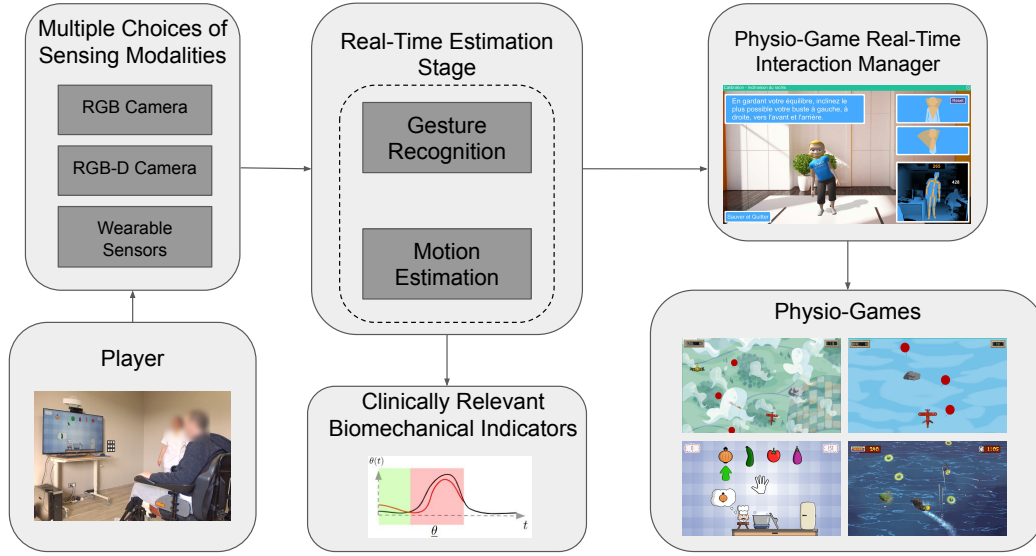 Multiple Choices of
Sensing Modalities
RGB Camera
RGB-D Camera
Wearable
Sensors
Real-Time Estimation
Stage
Gesture
Recognition
Motion
Estimation
Physio-Game Real-Time
Interaction Manager
En gardant votre équilibre, inclinez le
plus possible votre buste à gauche, à
droite, vers l'avant et l'arrière.
Reset
Sauver et Quitter
Player
Clinically Relevant
Biomechanical Indicators
θ(t)
t
θ
Physio-Games